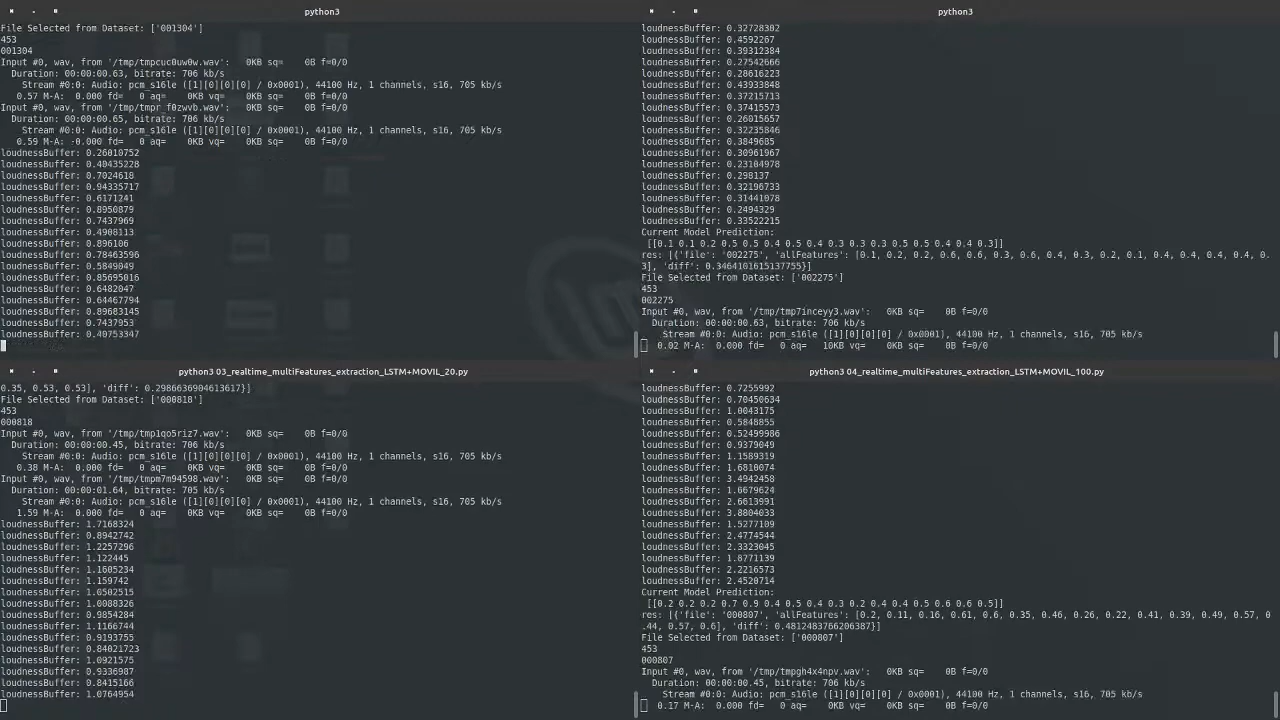 python3
File Selected from Dataset: ['001304']
453
001304
Input #0, wav, from '/tmp/tmpcuc0uw0w.wav':   0KB sq=    0B f=0/0
  Duration: 00:00:00.63, bitrate: 706 kb/s
    Stream #0:0: Audio: pcm_s16le ([1][0][0][0] / 0x0001), 44100 Hz, 1 channels, s16, 705 kb/s
   0.57 M-A:  0.000 fd=   0 aq=    0KB vq=    0KB sq=    0B f=0/0
Input #0, wav, from '/tmp/tmpr_f0zwvb.wav':   0KB sq=    0B f=0/0
  Duration: 00:00:00.65, bitrate: 706 kb/s
    Stream #0:0: Audio: pcm_s16le ([1][0][0][0] / 0x0001), 44100 Hz, 1 channels, s16, 705 kb/s
   0.59 M-A: -0.000 fd=   0 aq=    0KB vq=    0KB sq=    0B f=0/0
loudnessBuffer: 0.26010752
loudnessBuffer: 0.40435228
loudnessBuffer: 0.7024618
loudnessBuffer: 0.94335717
loudnessBuffer: 0.6171241
loudnessBuffer: 0.8950879
loudnessBuffer: 0.7437969
loudnessBuffer: 0.4908113
loudnessBuffer: 0.896106
loudnessBuffer: 0.78463596
loudnessBuffer: 0.5849049
loudnessBuffer: 0.85695016
loudnessBuffer: 0.6482047
loudnessBuffer: 0.64467794
loudnessBuffer: 0.89683145
loudnessBuffer: 0.7437953
loudnessBuffer: 0.40753347
python3
loudnessBuffer: 0.32728302
loudnessBuffer: 0.4592267
loudnessBuffer: 0.39312384
loudnessBuffer: 0.27542666
loudnessBuffer: 0.28616223
loudnessBuffer: 0.43933848
loudnessBuffer: 0.37215713
loudnessBuffer: 0.37415573
loudnessBuffer: 0.26015657
loudnessBuffer: 0.32235846
loudnessBuffer: 0.3849685
loudnessBuffer: 0.30961967
loudnessBuffer: 0.23104978
loudnessBuffer: 0.298137
loudnessBuffer: 0.32196733
loudnessBuffer: 0.31441078
loudnessBuffer: 0.2494329
loudnessBuffer: 0.33522215
Current Model Prediction:
 [[0.1 0.1 0.2 0.5 0.5 0.4 0.5 0.4 0.3 0.3 0.3 0.5 0.5 0.4 0.4 0.3]]
res: [{'file': '002275', 'allFeatures': [0.1, 0.2, 0.2, 0.6, 0.6, 0.3, 0.6, 0.4, 0.3, 0.2, 0.1, 0.4, 0.4, 0.4, 0.4, 0.
3], 'diff': 0.3464101615137755}]
File Selected from Dataset: ['002275']
453
002275
Input #0, wav, from '/tmp/tmp7inceyy3.wav':   0KB sq=    0B f=0/0
  Duration: 00:00:00.63, bitrate: 706 kb/s
    Stream #0:0: Audio: pcm_s16le ([1][0][0][0] / 0x0001), 44100 Hz, 1 channels, s16, 705 kb/s
   0.02 M-A:  0.000 fd=   0 aq=   10KB vq=    0KB sq=    0B f=0/0
python3 03_realtime_multiFeatures_extraction_LSTM+MOVIL_20.py
0.35, 0.53, 0.53], 'diff': 0.2986636904613617}]
File Selected from Dataset: ['000818']
453
000818
Input #0, wav, from '/tmp/tmp1qo5riz7.wav':   0KB sq=    0B f=0/0
  Duration: 00:00:00.45, bitrate: 706 kb/s
    Stream #0:0: Audio: pcm_s16le ([1][0][0][0] / 0x0001), 44100 Hz, 1 channels, s16, 705 kb/s
   0.38 M-A:  0.000 fd=   0 aq=    0KB vq=    0KB sq=    0B f=0/0
Input #0, wav, from '/tmp/tmpm7m94598.wav':   0KB sq=    0B f=0/0
  Duration: 00:00:01.64, bitrate: 705 kb/s
    Stream #0:0: Audio: pcm_s16le ([1][0][0][0] / 0x0001), 44100 Hz, 1 channels, s16, 705 kb/s
   1.59 M-A:  0.000 fd=   0 aq=    0KB vq=    0KB sq=    0B f=0/0
loudnessBuffer: 1.7168324
loudnessBuffer: 0.8942742
loudnessBuffer: 1.2257296
loudnessBuffer: 1.122445
loudnessBuffer: 1.1605234
loudnessBuffer: 1.159742
loudnessBuffer: 1.0502515
loudnessBuffer: 1.0088326
loudnessBuffer: 0.9854284
loudnessBuffer: 1.1166744
loudnessBuffer: 0.9193755
loudnessBuffer: 0.84021723
loudnessBuffer: 1.0921575
loudnessBuffer: 0.9336987
loudnessBuffer: 0.8415166
loudnessBuffer: 1.0764954
python3 04_realtime_multiFeatures_extraction_LSTM+MOVIL_100.py
loudnessBuffer: 0.7255992
loudnessBuffer: 0.70450634
loudnessBuffer: 1.0043175
loudnessBuffer: 0.5848855
loudnessBuffer: 0.52499986
loudnessBuffer: 0.9379049
loudnessBuffer: 1.1589319
loudnessBuffer: 1.6810074
loudnessBuffer: 3.4942458
loudnessBuffer: 1.6679624
loudnessBuffer: 2.6613991
loudnessBuffer: 3.8804033
loudnessBuffer: 1.5277109
loudnessBuffer: 2.4774544
loudnessBuffer: 2.3323045
loudnessBuffer: 1.8771139
loudnessBuffer: 2.2216573
loudnessBuffer: 2.4520714
Current Model Prediction:
 [[0.2 0.2 0.2 0.7 0.9 0.4 0.5 0.4 0.3 0.2 0.4 0.4 0.5 0.6 0.6 0.5]]
res: [{'file': '000807', 'allFeatures': [0.2, 0.11, 0.16, 0.61, 0.6, 0.35, 0.46, 0.26, 0.22, 0.41, 0.39, 0.49, 0.57, 0
.44, 0.57, 0.6], 'diff': 0.4812483766206387}]
File Selected from Dataset: ['000807']
453
000807
Input #0, wav, from '/tmp/tmpgh4x4npv.wav':   0KB sq=    0B f=0/0
  Duration: 00:00:00.45, bitrate: 706 kb/s
    Stream #0:0: Audio: pcm_s16le ([1][0][0][0] / 0x0001), 44100 Hz, 1 channels, s16, 705 kb/s
   0.17 M-A:  0.000 fd=   0 aq=    0KB vq=    0KB sq=    0B f=0/0